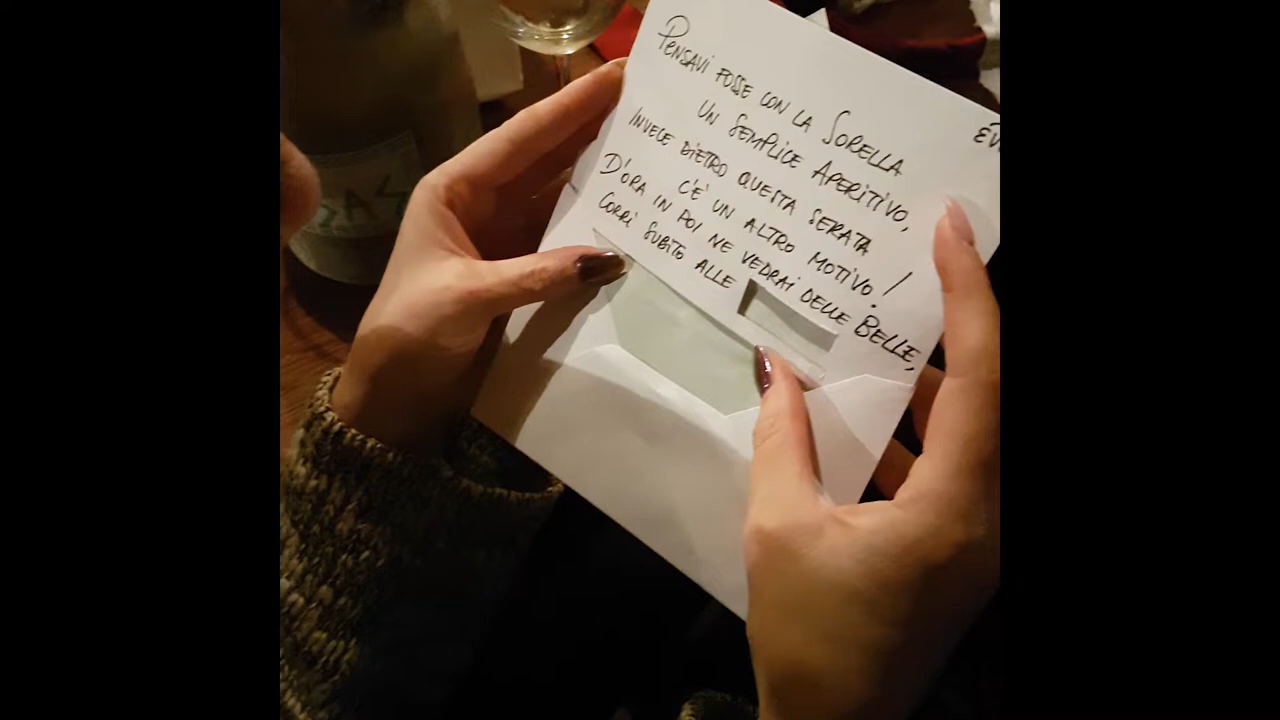 Pensavi fosse con la Sorella
un semplice Aperitivo,
Invece dietro questa serata
c'è un altro motivo!
D'ora in poi ne vedrai delle Belle,
Corri subito alle